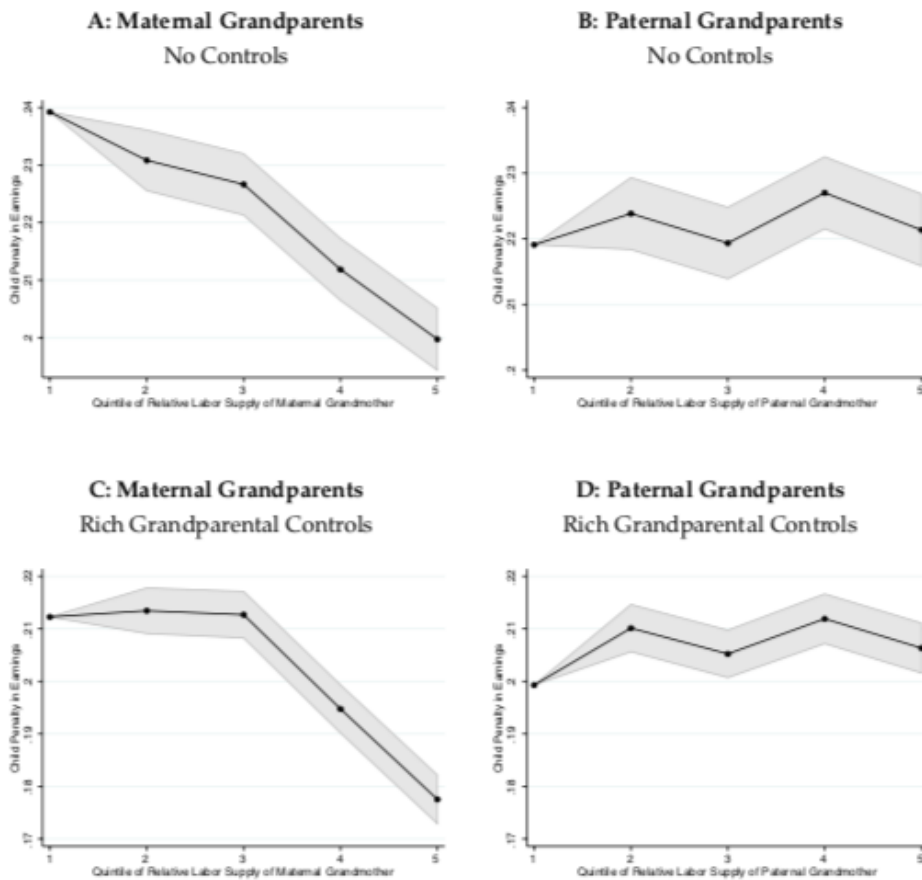 A: Maternal Grandparents
No Controls
Child Penalty in Earnings
.24
.23
.22
.21
.2
1 2 3 4 5
Quintile of Relative Labor Supply of Maternal Grandmother
B: Paternal Grandparents
No Controls
Child Penalty in Earnings
.24
.23
.22
.21
.2
1 2 3 4 5
Quintile of Relative Labor Supply of Paternal Grandmother
C: Maternal Grandparents
Rich Grandparental Controls
Child Penalty in Earnings
.22
.21
.2
.19
.18
.17
1 2 3 4 5
Quintile of Relative Labor Supply of Maternal Grandmother
D: Paternal Grandparents
Rich Grandparental Controls
Child Penalty in Earnings
.22
.21
.2
.19
.18
.17
1 2 3 4 5
Quintile of Relative Labor Supply of Paternal Grandmother